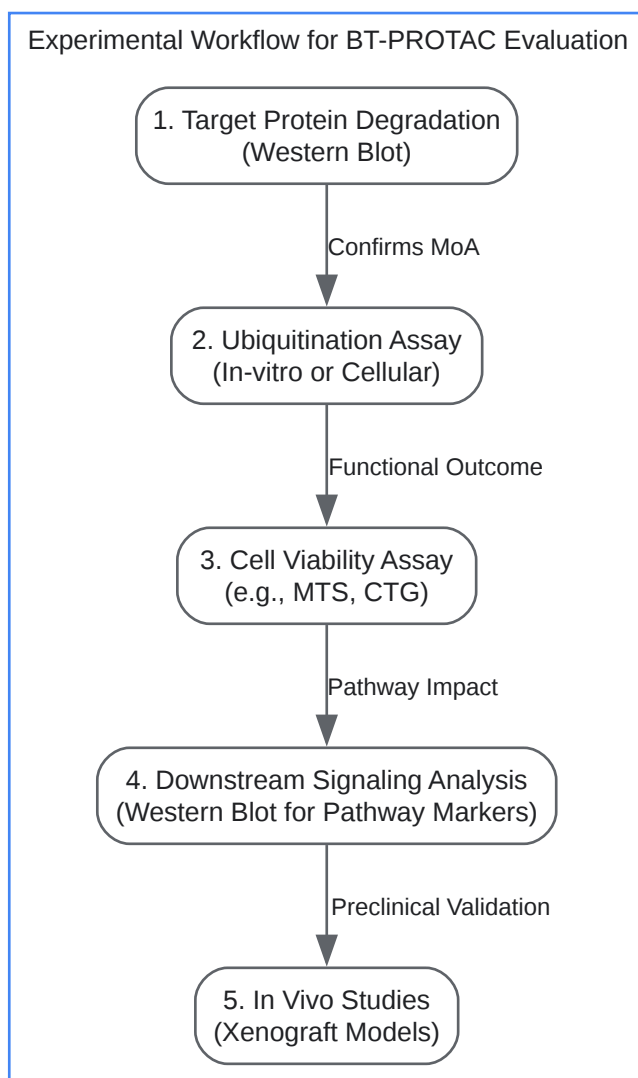 Experimental Workflow for BT-PROTAC Evaluation
1. Target Protein Degradation
(Western Blot)
Confirms MoA
2. Ubiquitination Assay
(In-vitro or Cellular)
Functional Outcome
3. Cell Viability Assay
(e.g., MTS, CTG)
Pathway Impact
4. Downstream Signaling Analysis
(Western Blot for Pathway Markers)
Preclinical Validation
5. In Vivo Studies
(Xenograft Models)